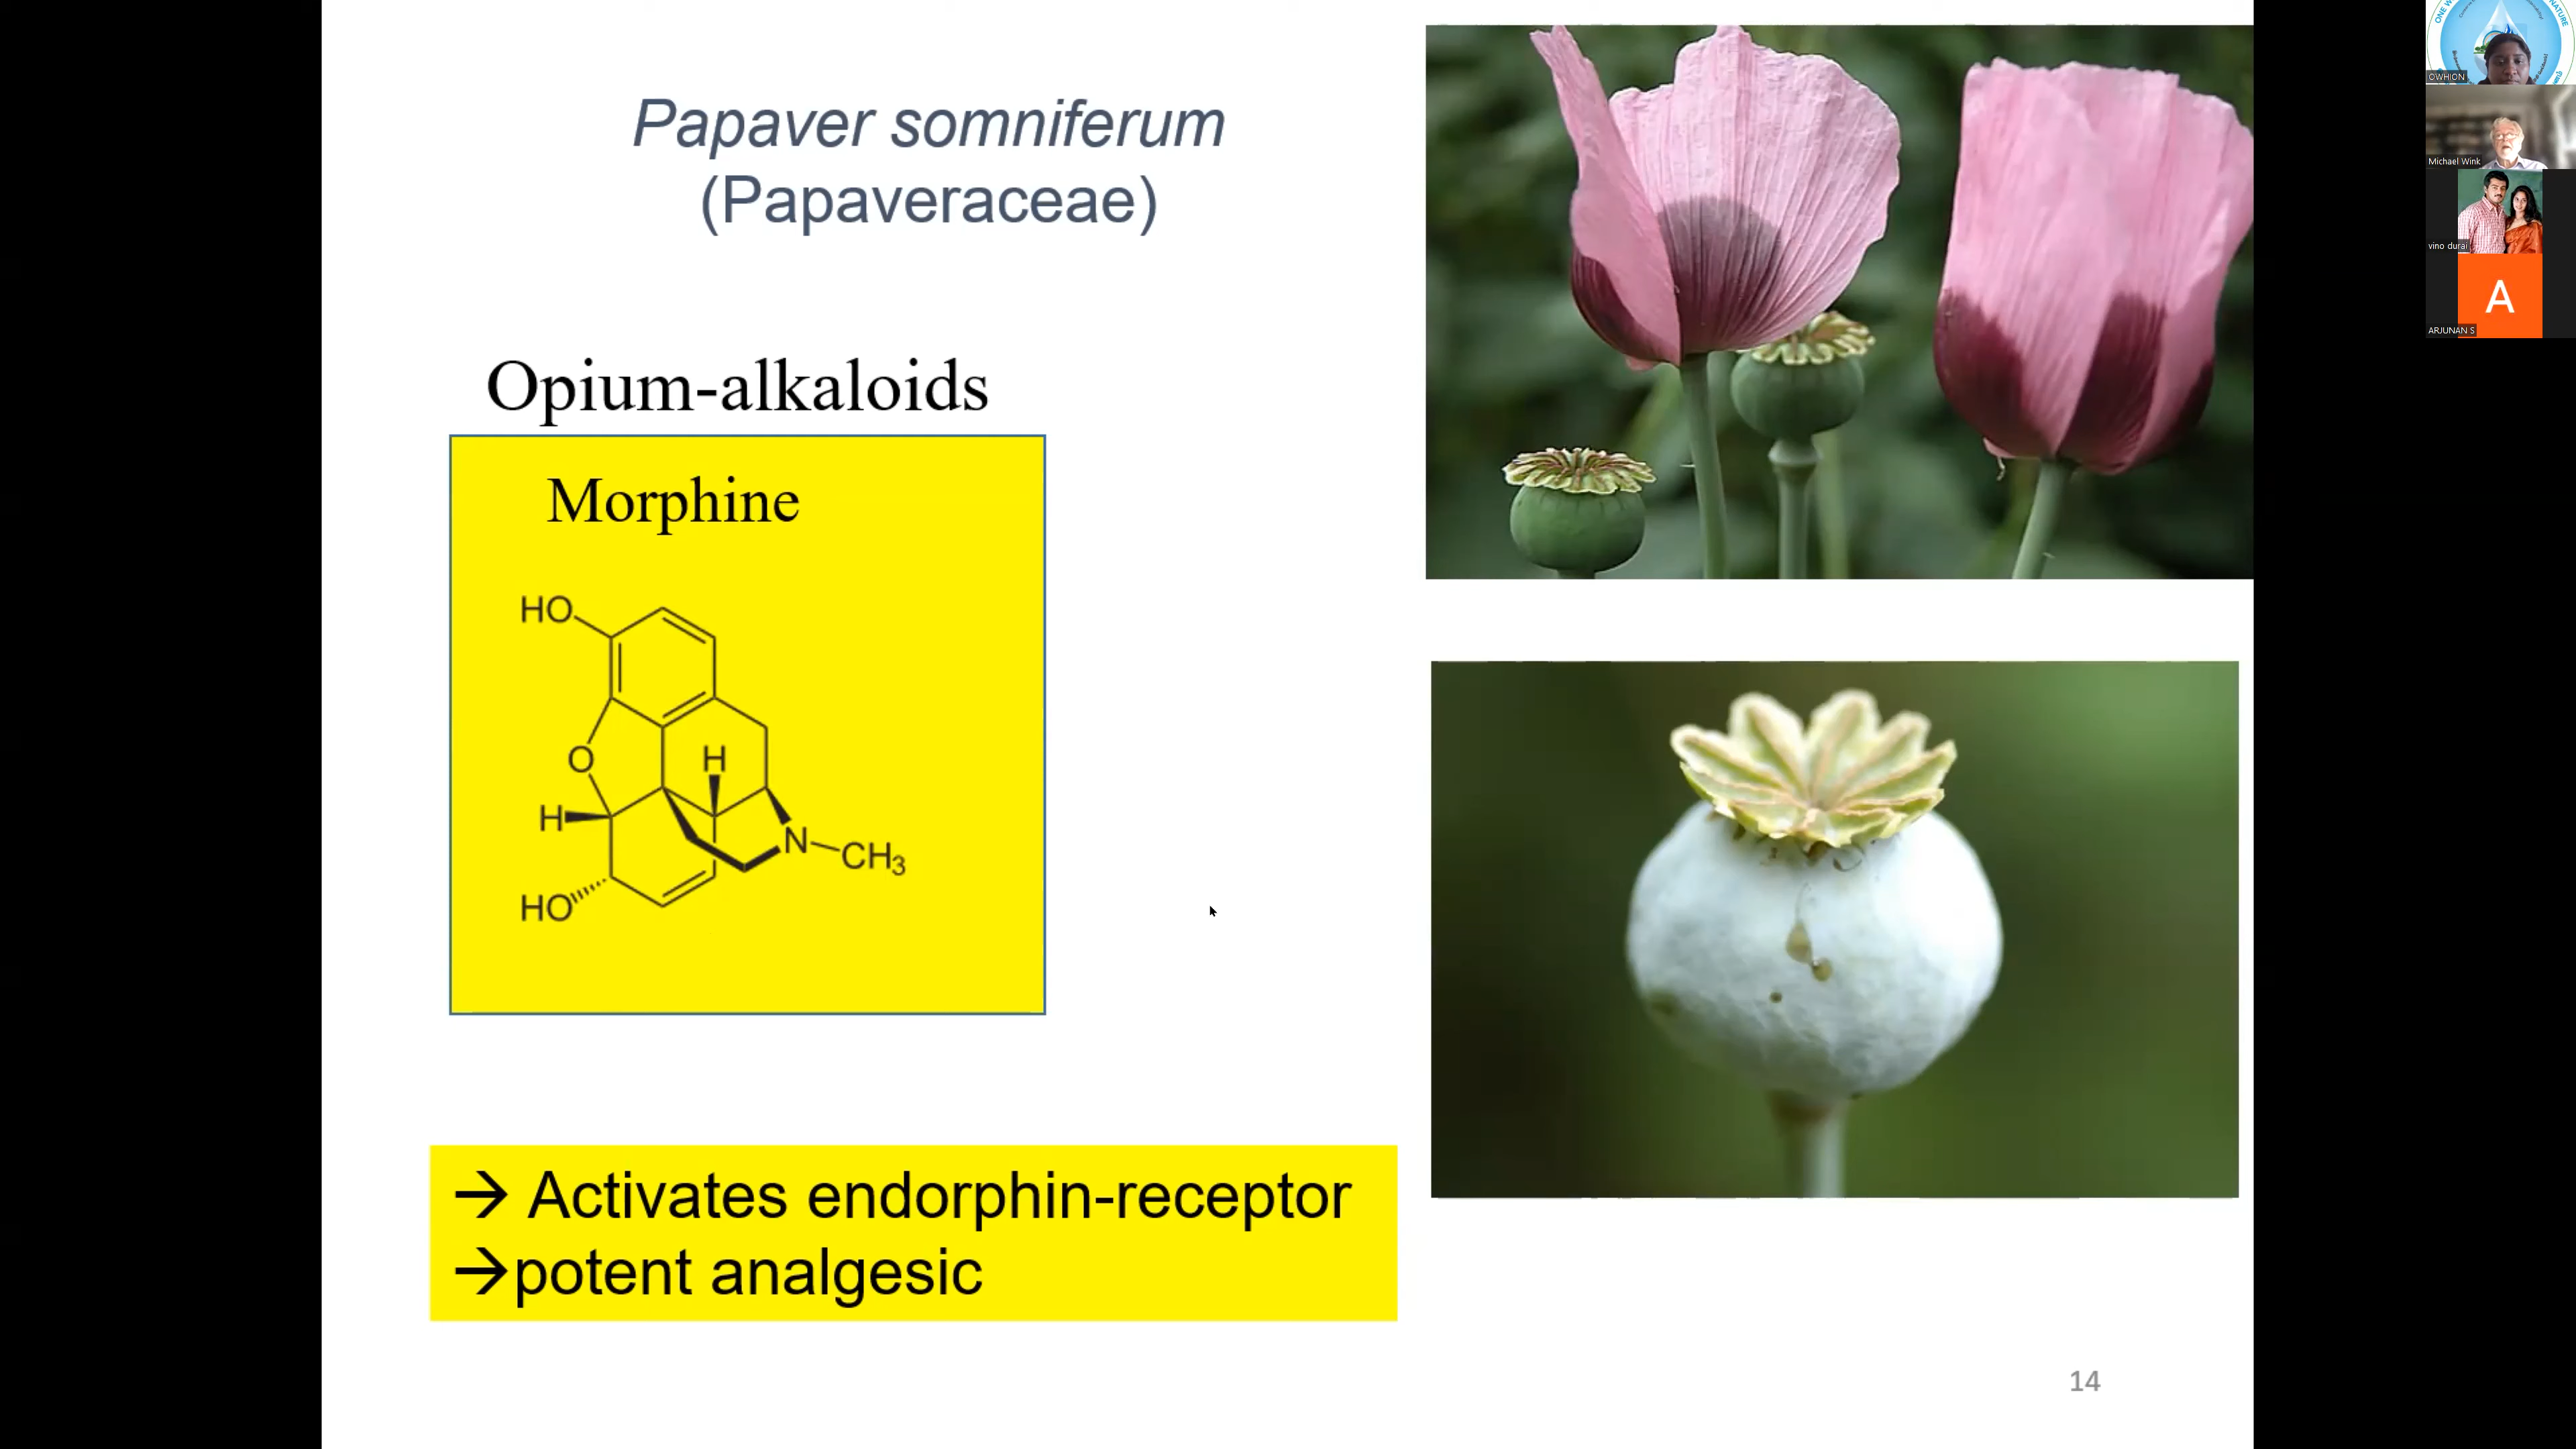 Papaver somniferum
(Papaveraceae)
Opium-alkaloids
Morphine
HO
O
H
H
N
CH3
HO
→ Activates endorphin-receptor
→potent analgesic
14
OWHION
Michael Wink
vino durai
A
ARJUNAN S